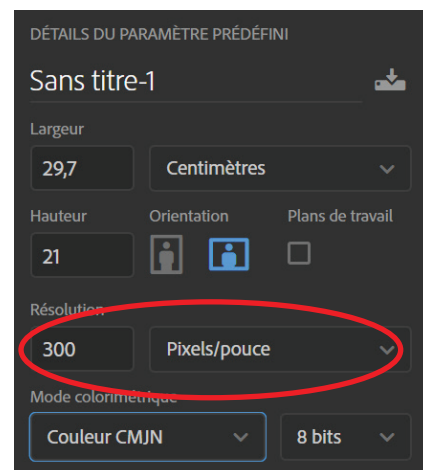 DÉTAILS DU PARAMÈTRE PRÉDÉFINI
Sans titre-1
Largeur
29,7 Centimètres
Hauteur Orientation Plans de travail
21
Résolution
300 Pixels/pouce
Mode colorimétrique
Couleur CMJN 8 bits